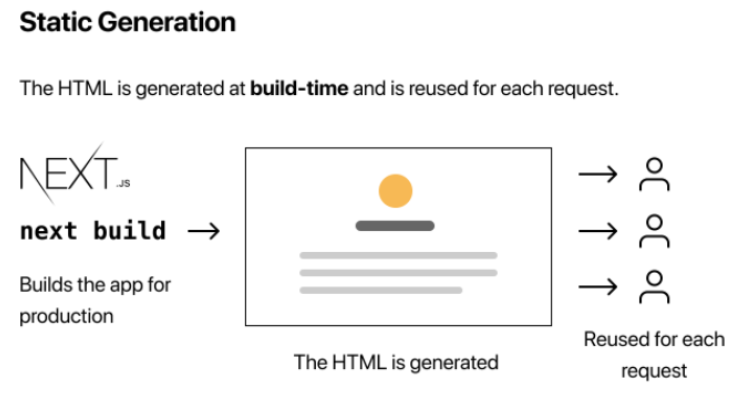 Static Generation
The HTML is generated at build-time and is reused for each request.
NEXT.JS
next build
Builds the app for
production
The HTML is generated
Reused for each
request